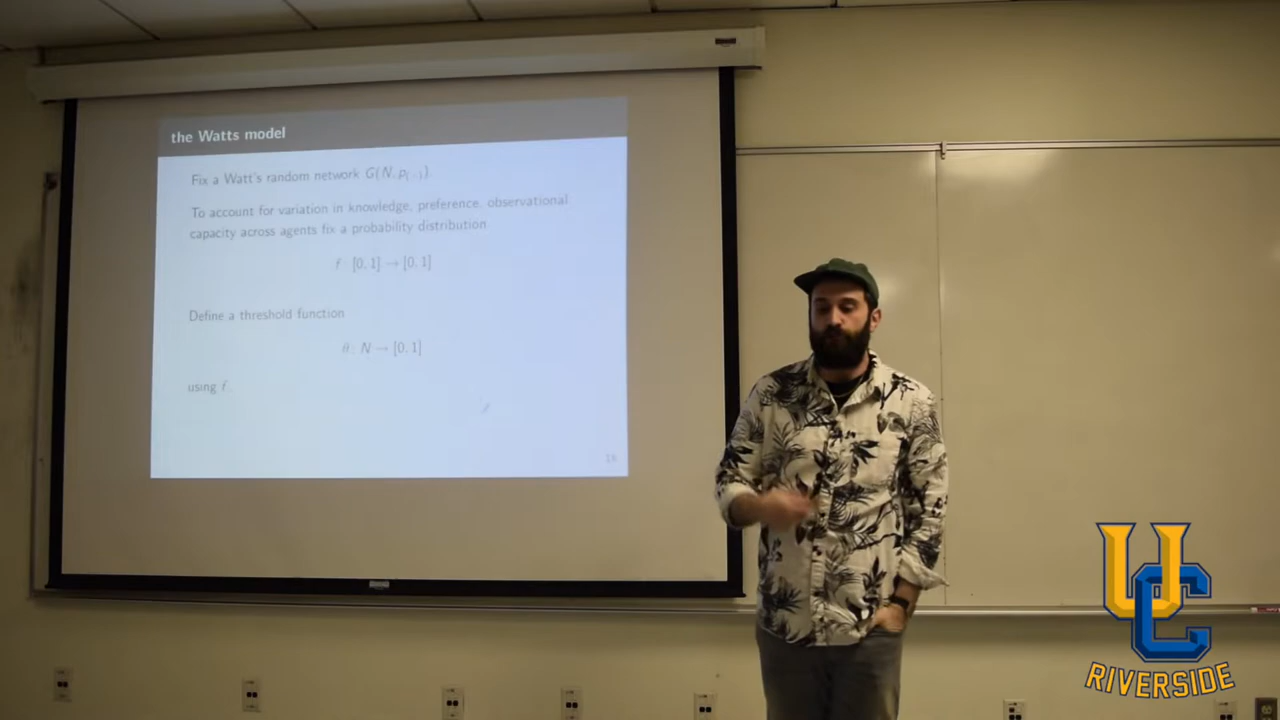 the Watts model
Fix a Watt's random network G(N, p(−))
To account for variation in knowledge, preference, observational
capacity across agents fix a probability distribution
f [0, 1] → [0, 1]
Define a threshold function
θ: N → [0, 1]
using f
16
UC
RIVERSIDE